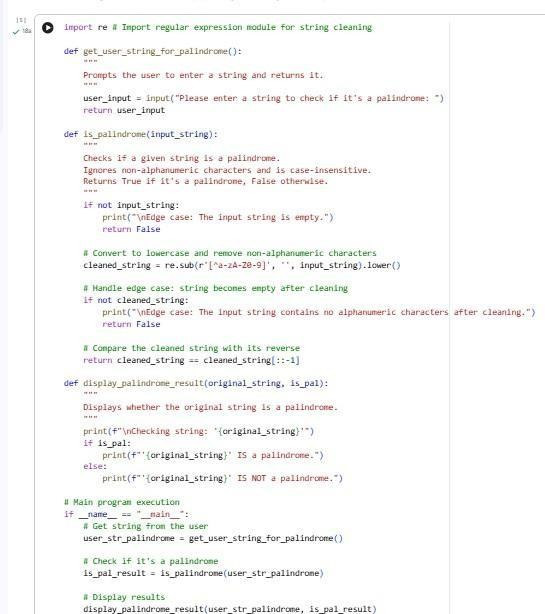 [5]
18s
import re # Import regular expression module for string cleaning
def get_user_string_for_palindrome():
"""
Prompts the user to enter a string and returns it.
"""
user_input = input("Please enter a string to check if it's a palindrome: ")
return user_input
def is_palindrome(input_string):
"""
Checks if a given string is a palindrome.
Ignores non-alphanumeric characters and is case-insensitive.
Returns True if it's a palindrome, False otherwise.
"""
if not input_string:
print("\nEdge case: The input string is empty.")
return False
# Convert to lowercase and remove non-alphanumeric characters
cleaned_string = re.sub(r'[^a-zA-Z0-9]', '', input_string).lower()
# Handle edge case: string becomes empty after cleaning
if not cleaned_string:
print("\nEdge case: The input string contains no alphanumeric characters after cleaning.")
return False
# Compare the cleaned string with its reverse
return cleaned_string == cleaned_string[::-1]
def display_palindrome_result(original_string, is_pal):
"""
Displays whether the original string is a palindrome.
"""
print(f"\nChecking string: '{original_string}'")
if is_pal:
print(f"'{original_string}' IS a palindrome.")
else:
print(f"'{original_string}' IS NOT a palindrome.")
# Main program execution
if __name__ == "__main__":
# Get string from the user
user_str_palindrome = get_user_string_for_palindrome()
# Check if it's a palindrome
is_pal_result = is_palindrome(user_str_palindrome)
# Display results
display_palindrome_result(user_str_palindrome, is_pal_result)